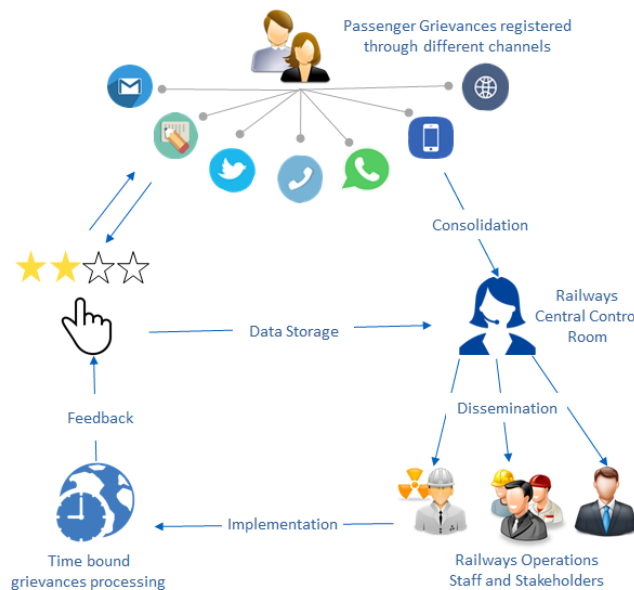 Passenger Grievances registered
through different channels
Consolidation
Railways
Central Control
Room
Data Storage
Dissemination
Feedback
Implementation
Time bound
grievances processing
Railways Operations
Staff and Stakeholders